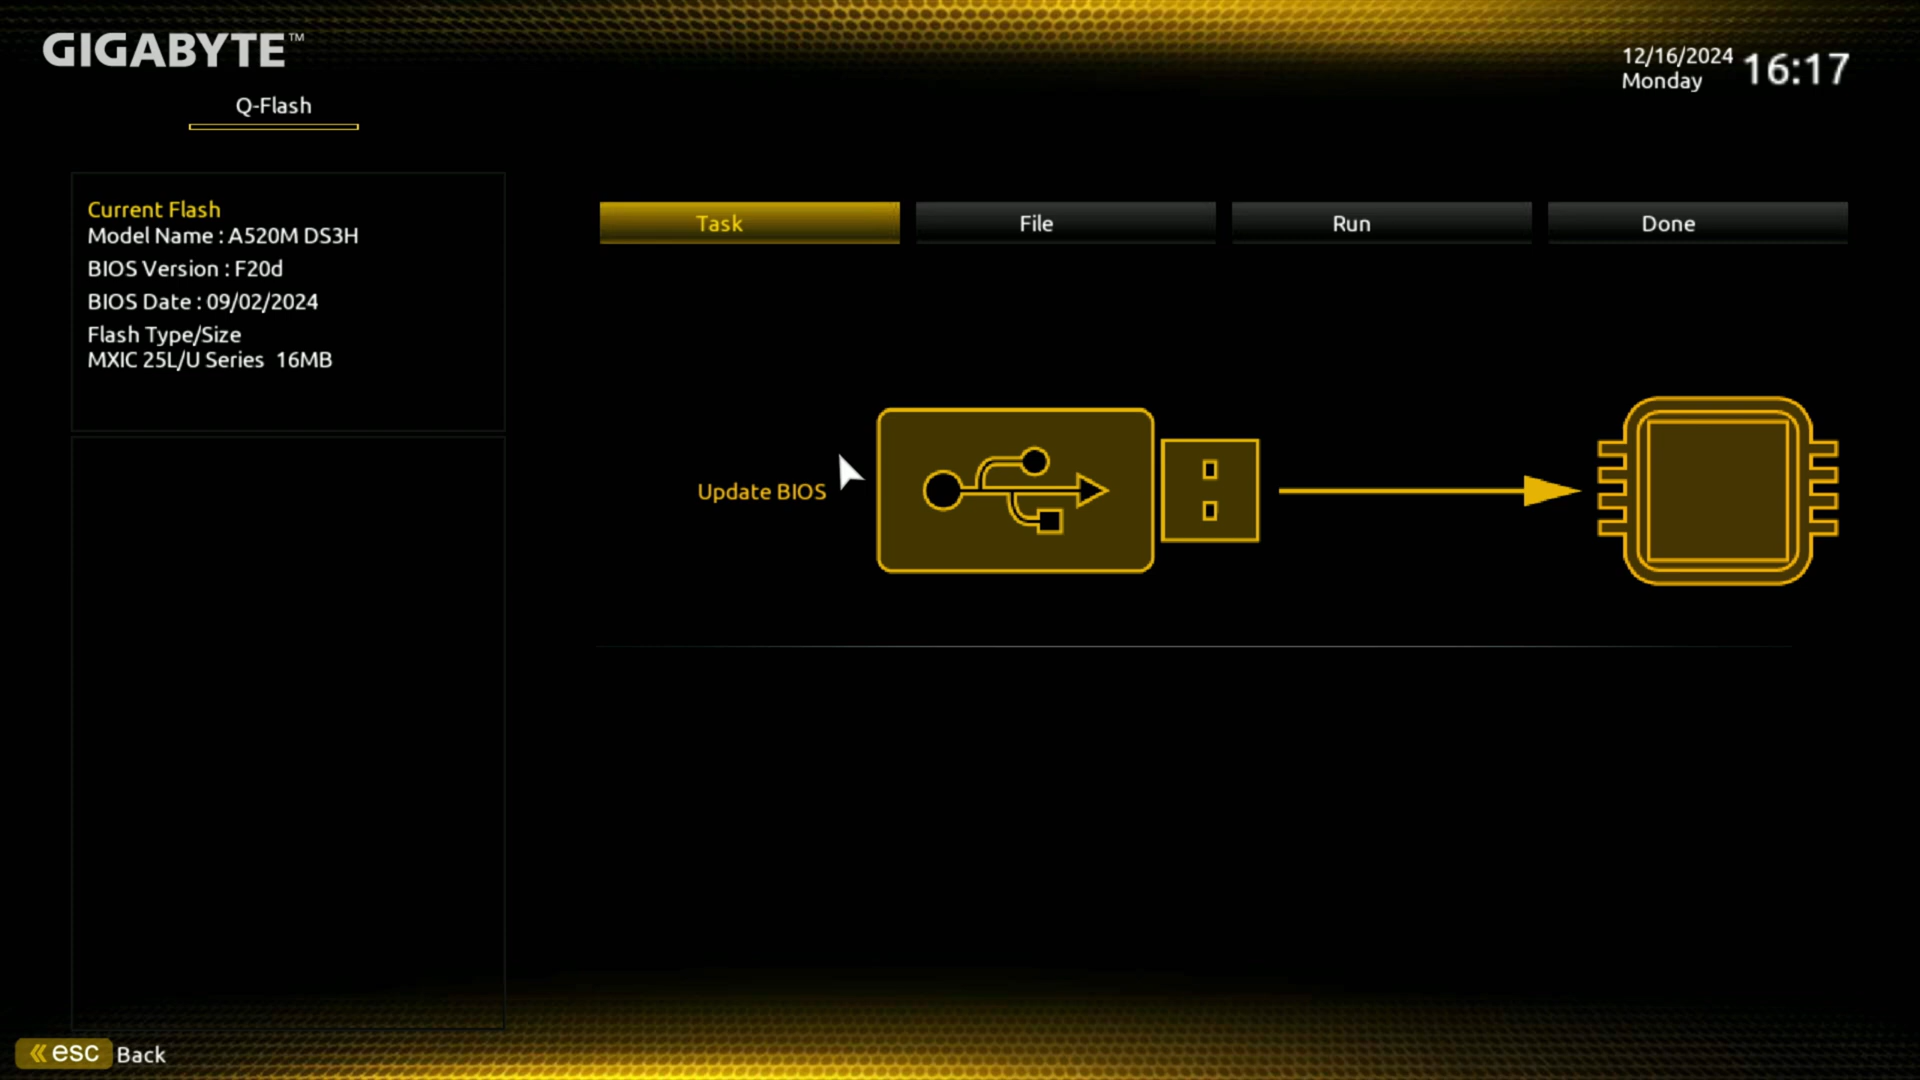 GIGABYTE™
12/16/2024
Monday
16:17
Q-Flash
Current Flash
Model Name : A520M DS3H
BIOS Version : F20d
BIOS Date : 09/02/2024
Flash Type/Size
MXIC 25L/U Series  16MB
Task
File
Run
Done
Update BIOS
« esc Back